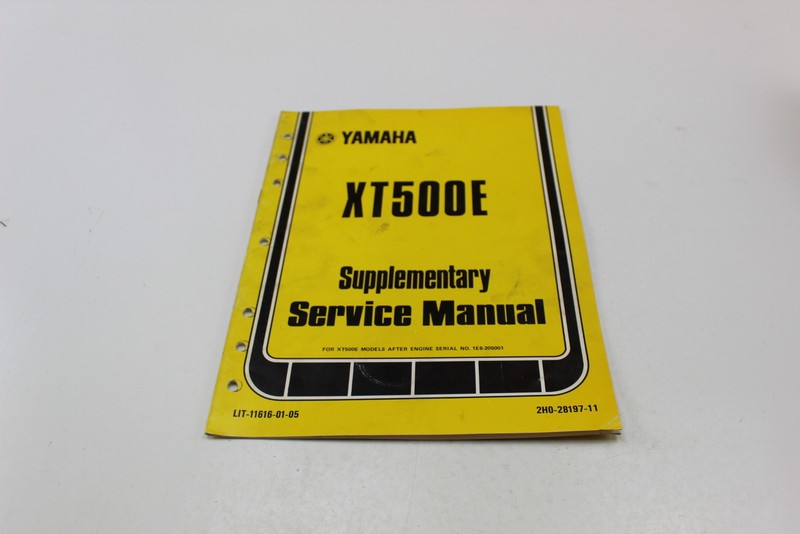 YAMAHA
XT500E
Supplementary
Service Manual
FOR XT500E MODELS AFTER ENGINE SERIAL NO. 1E6-200001
LIT-11616-01-05
2H0-28197-11